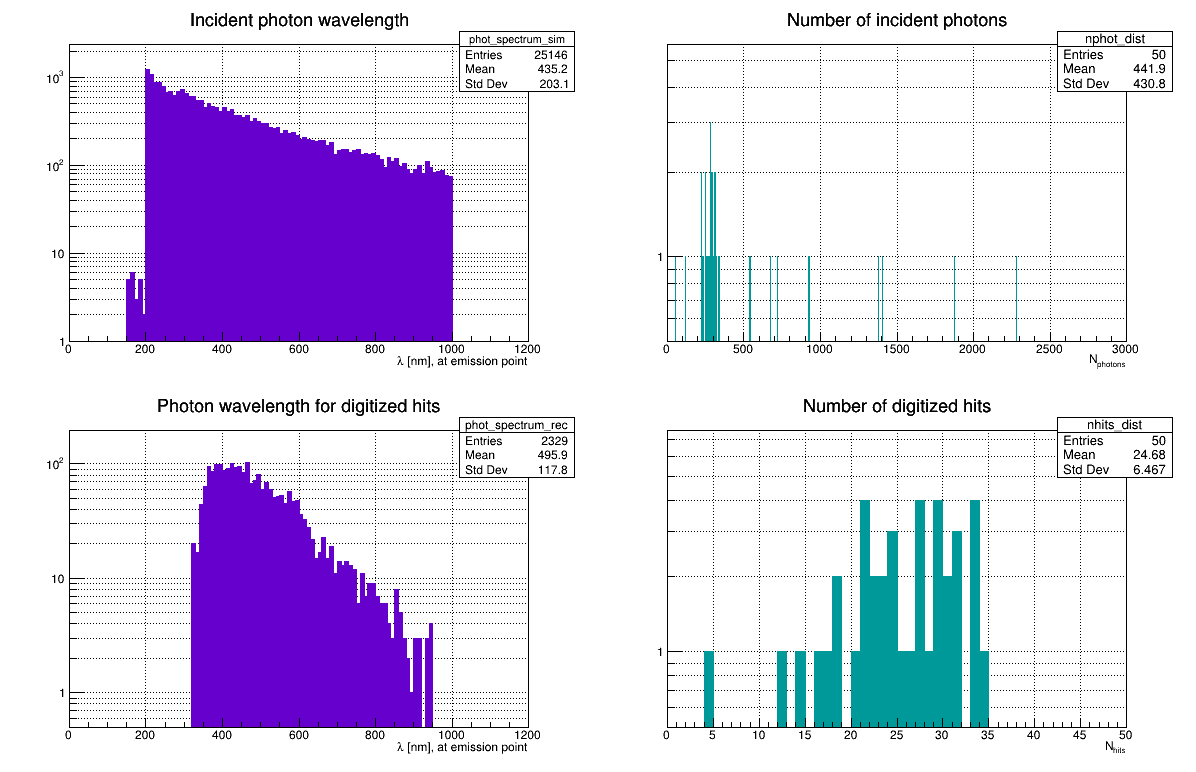 Incident photon wavelength
phot_spectrum_sim
Entries 25146
Mean 435.2
Std Dev 203.1
10³
10²
10
1
0 200 400 600 800 1000 1200
λ [nm], at emission point
Number of incident photons
nphot_dist
Entries 50
Mean 441.9
Std Dev 430.8
1
0 500 1000 1500 2000 2500 3000
Nphotons
Photon wavelength for digitized hits
phot_spectrum_rec
Entries 2329
Mean 495.9
Std Dev 117.8
10²
10
1
0 200 400 600 800 1000 1200
λ [nm], at emission point
Number of digitized hits
nhits_dist
Entries 50
Mean 24.68
Std Dev 6.467
1
0 5 10 15 20 25 30 35 40 45 50
Nhits